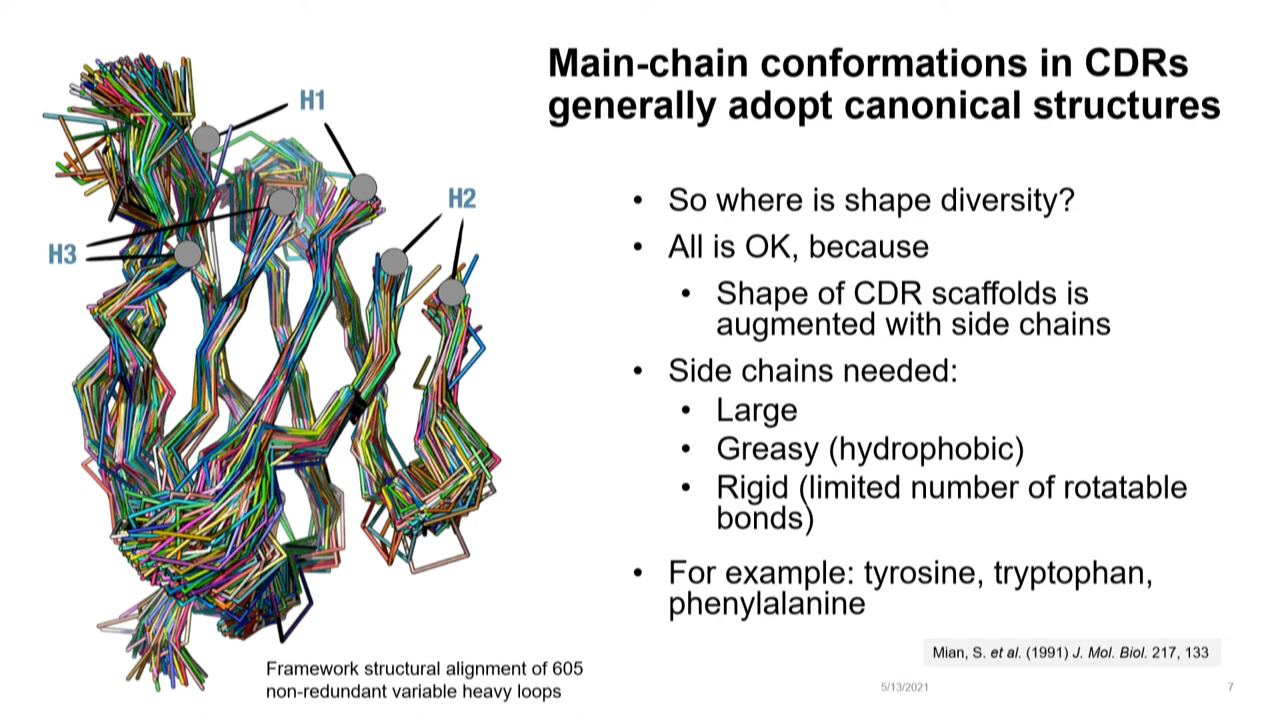 Main-chain conformations in CDRs
generally adopt canonical structures
H1
H2
H3
• So where is shape diversity?
• All is OK, because
• Shape of CDR scaffolds is
augmented with side chains
• Side chains needed:
• Large
• Greasy (hydrophobic)
• Rigid (limited number of rotatable
bonds)
• For example: tyrosine, tryptophan,
phenylalanine
Mian, S. et al. (1991) J. Mol. Biol. 217, 133
Framework structural alignment of 605
non-redundant variable heavy loops
5/13/2021
7